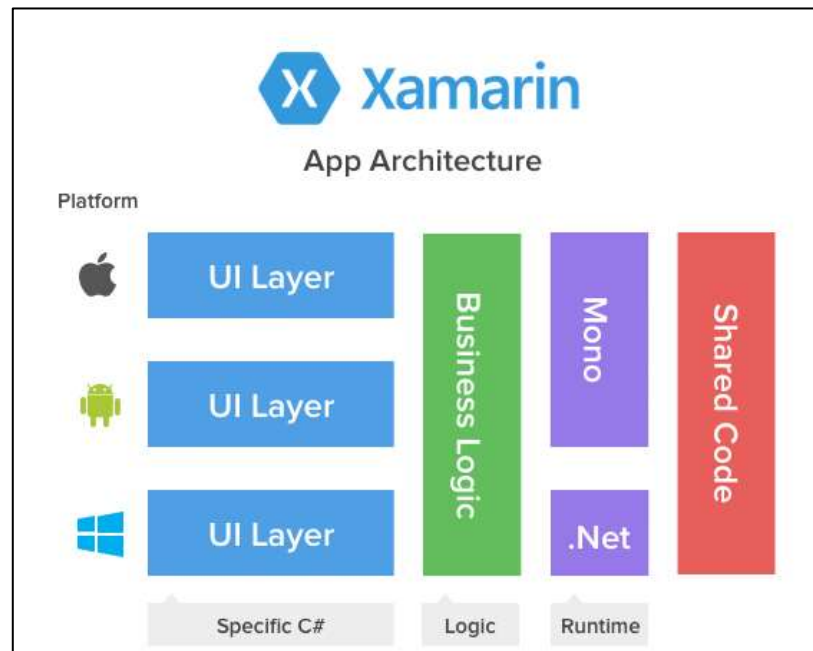 Xamarin
App Architecture
Platform
UI Layer
UI Layer
UI Layer
Business Logic
Mono
.Net
Shared Code
Specific C#
Logic
Runtime